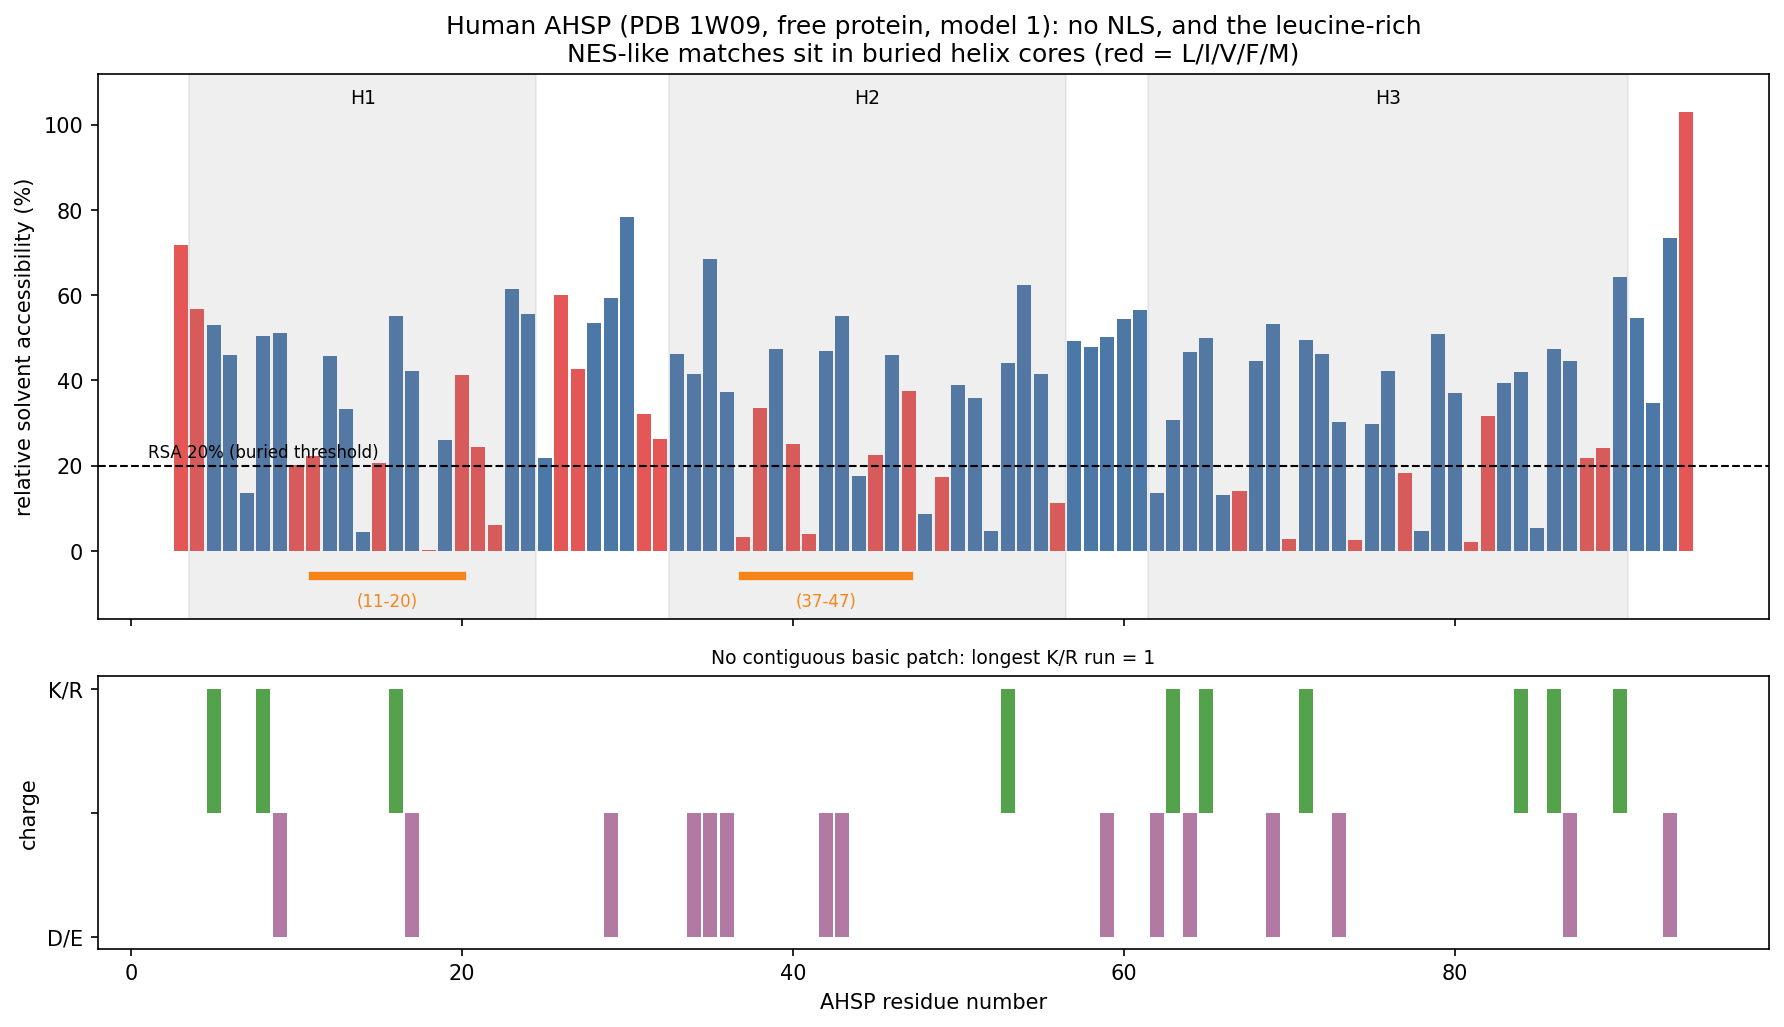 Human AHSP (PDB 1W09, free protein, model 1): no NLS, and the leucine-rich
NES-like matches sit in buried helix cores (red = L/I/V/F/M)
H1
H2
H3
relative solvent accessibility (%)
100
80
60
40
20
0
RSA 20% (buried threshold)
(11-20)
(37-47)
No contiguous basic patch: longest K/R run = 1
K/R
charge
D/E
0
20
40
60
80
AHSP residue number